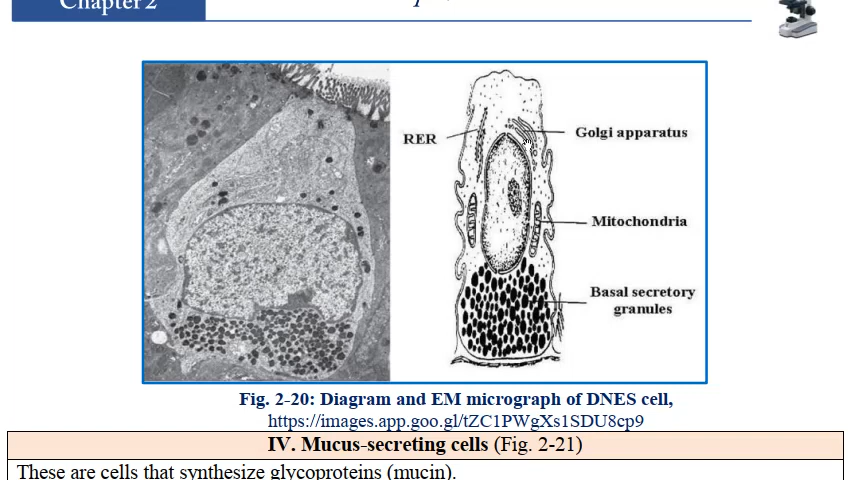 Chapter 2
RER
Golgi apparatus
Mitochondria
Basal secretory
granules
Fig. 2-20: Diagram and EM micrograph of DNES cell,
https://images.app.goo.gl/tZC1PWgXs1SDU8cp9
IV. Mucus-secreting cells (Fig. 2-21)
These are cells that synthesize glycoproteins (mucin).